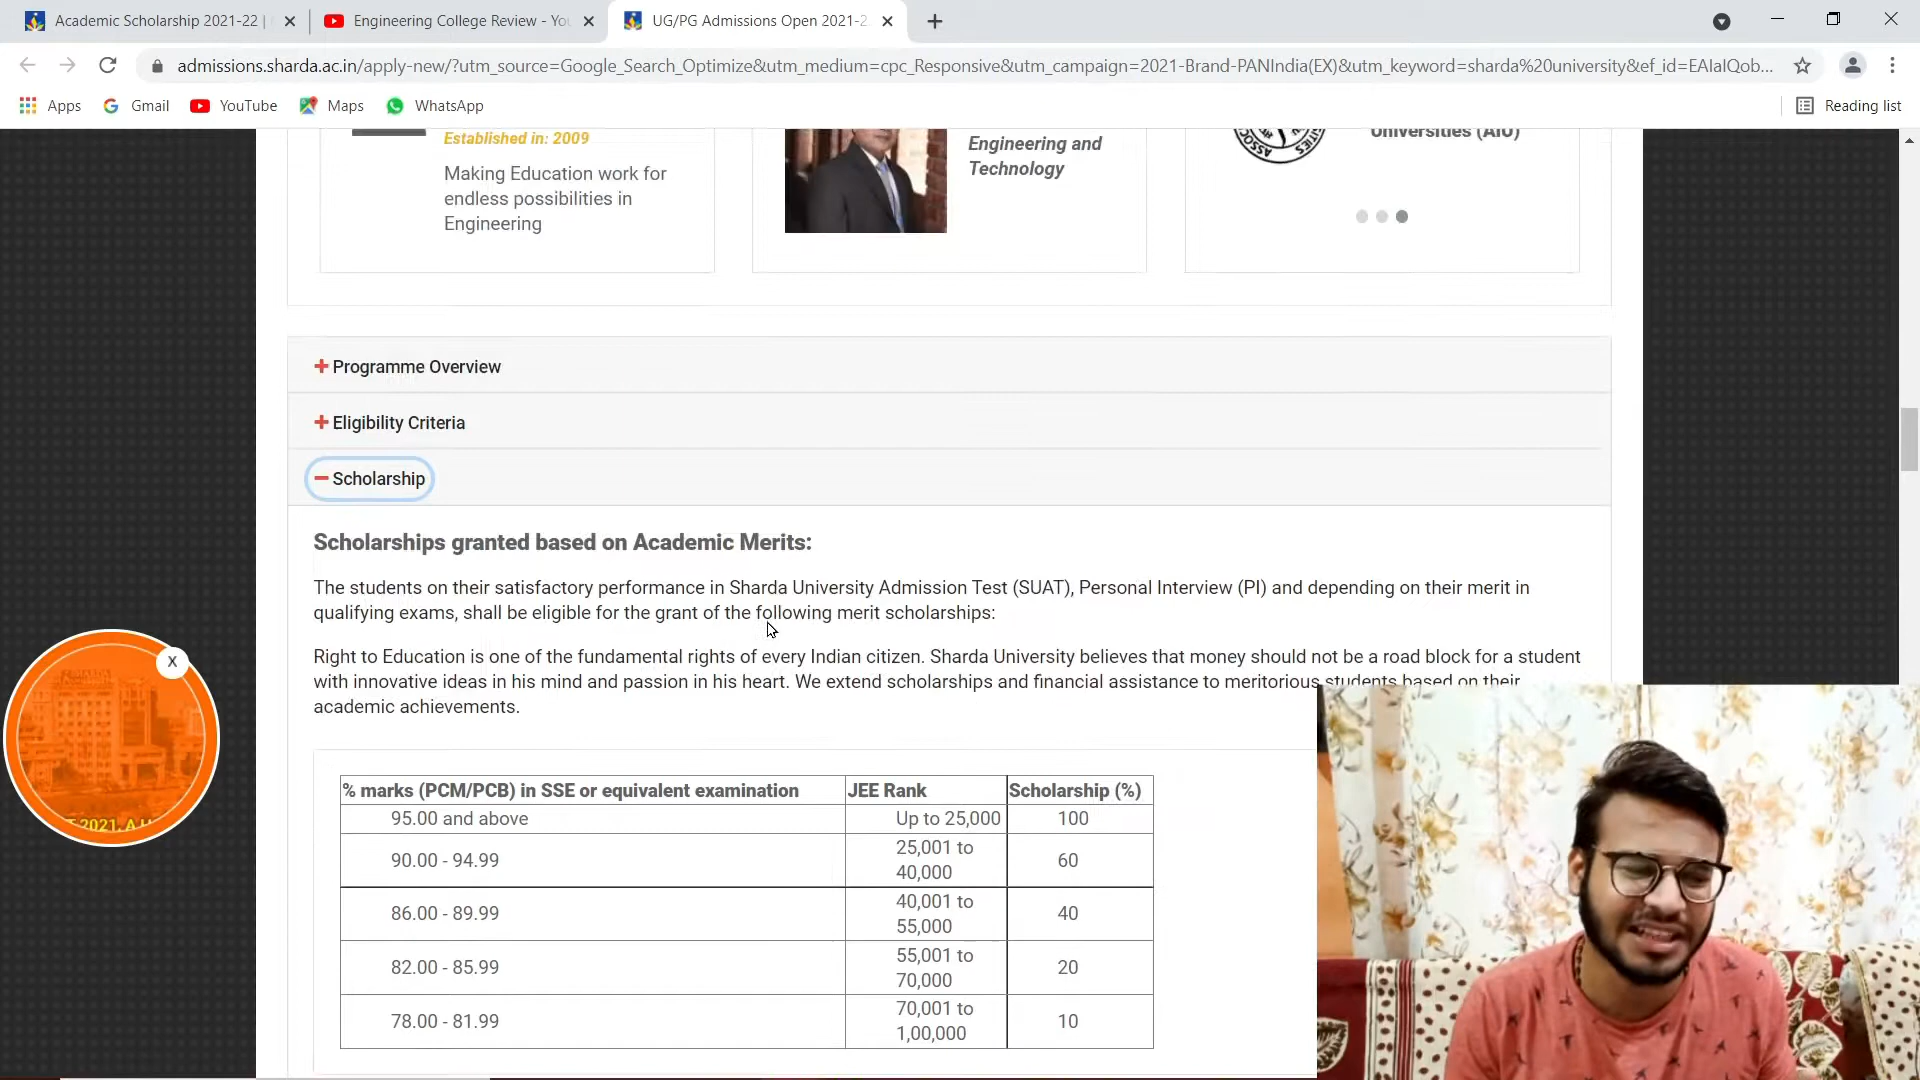 Academic Scholarship 2021-22 |
Engineering College Review - You
UG/PG Admissions Open 2021-2
admissions.sharda.ac.in/apply-new/?utm_source=Google_Search_Optimize&utm_medium=cpc_Responsive&utm_campaign=2021-Brand-PANIndia(EX)&utm_keyword=sharda%20university&ef_id=EAIaIQob...
Apps
Gmail
YouTube
Maps
WhatsApp
Reading list
Established in: 2009
Making Education work for
endless possibilities in
Engineering
Engineering and
Technology
Universities (AIU)
Programme Overview
Eligibility Criteria
Scholarship
Scholarships granted based on Academic Merits:
The students on their satisfactory performance in Sharda University Admission Test (SUAT), Personal Interview (PI) and depending on their merit in
qualifying exams, shall be eligible for the grant of the following merit scholarships:
Right to Education is one of the fundamental rights of every Indian citizen. Sharda University believes that money should not be a road block for a student
with innovative ideas in his mind and passion in his heart. We extend scholarships and financial assistance to meritorious students based on their
academic achievements.
X
2021, A
% marks (PCM/PCB) in SSE or equivalent examination JEE Rank Scholarship (%)
95.00 and above Up to 25,000 100
90.00 - 94.99 25,001 to 40,000 60
86.00 - 89.99 40,001 to 55,000 40
82.00 - 85.99 55,001 to 70,000 20
78.00 - 81.99 70,001 to 1,00,000 10